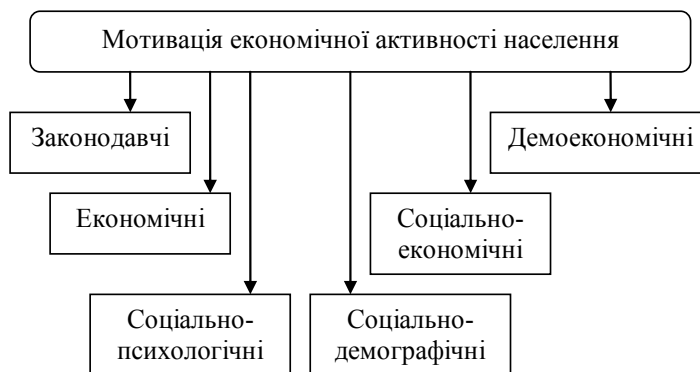 Мотивація економічної активності населення
Законодавчі
Демоекономічні
Економічні
Соціально-
економічні
Соціально-
психологічні
Соціально-
демографічні